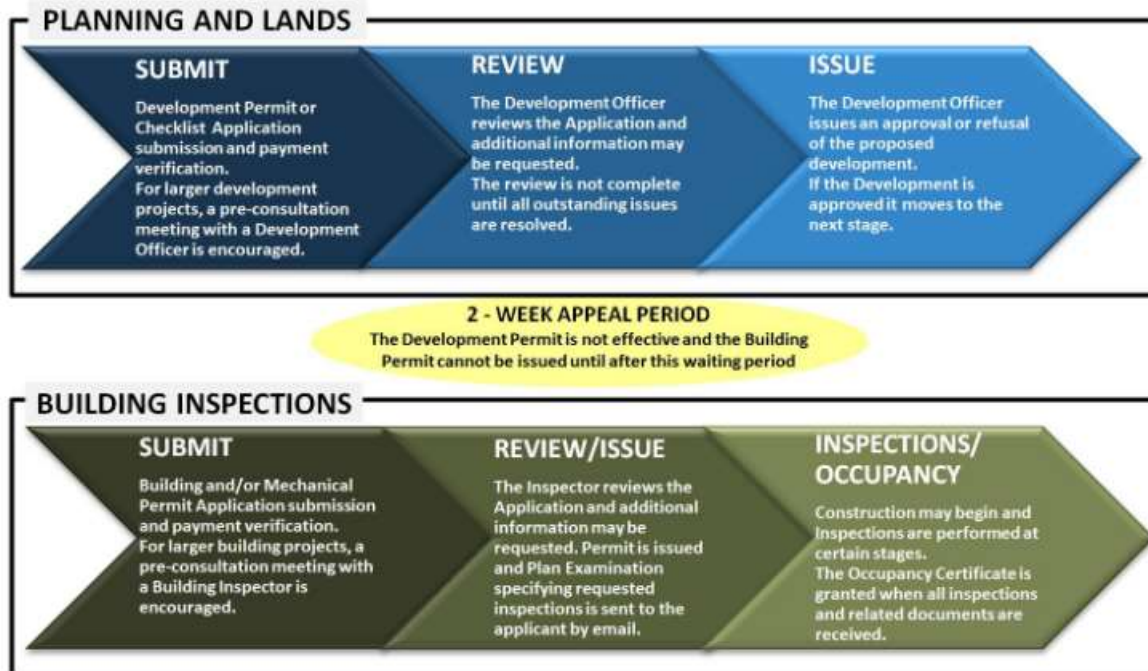 PLANNING AND LANDS
SUBMIT
Development Permit or
Checklist Application
submission and payment
verification.
For larger development
projects, a pre-consultation
meeting with a Development
Officer is encouraged.
REVIEW
The Development Officer
reviews the Application and
additional information may
be requested.
The review is not complete
until all outstanding issues
are resolved.
ISSUE
The Development Officer
issues an approval or refusal
of the proposed
development.
If the Development is
approved it moves to the
next stage.
2 - WEEK APPEAL PERIOD
The Development Permit is not effective and the Building
Permit cannot be issued until after this waiting period
BUILDING INSPECTIONS
SUBMIT
Building and/or Mechanical
Permit Application submission
and payment verification.
For larger building projects, a
pre-consultation meeting with
a Building Inspector is
encouraged.
REVIEW/ISSUE
The Inspector reviews the
Application and additional
information may be
requested. Permit is issued
and Plan Examination
specifying requested
inspections is sent to the
applicant by email.
INSPECTIONS/
OCCUPANCY
Construction may begin and
Inspections are performed at
certain stages.
The Occupancy Certificate is
granted when all inspections
and related documents are
received.